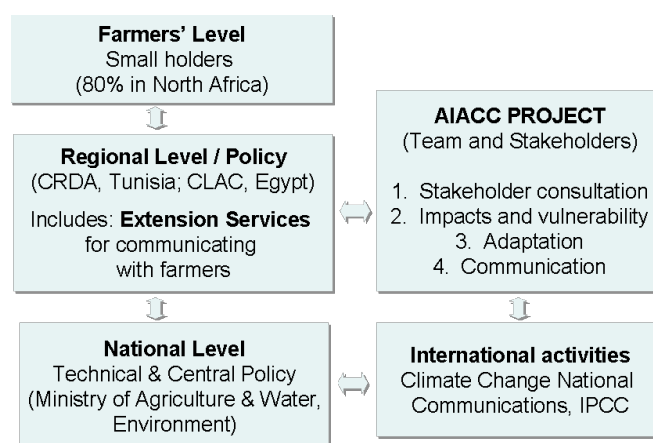 Farmers' Level
Small holders
(80% in North Africa)
Regional Level / Policy
(CRDA, Tunisia; CLAC, Egypt)
Includes: Extension Services
for communicating
with farmers
National Level
Technical & Central Policy
(Ministry of Agriculture & Water,
Environment)
AIACC PROJECT
(Team and Stakeholders)
1. Stakeholder consultation
2. Impacts and vulnerability
3. Adaptation
4. Communication
International activities
Climate Change National
Communications, IPCC